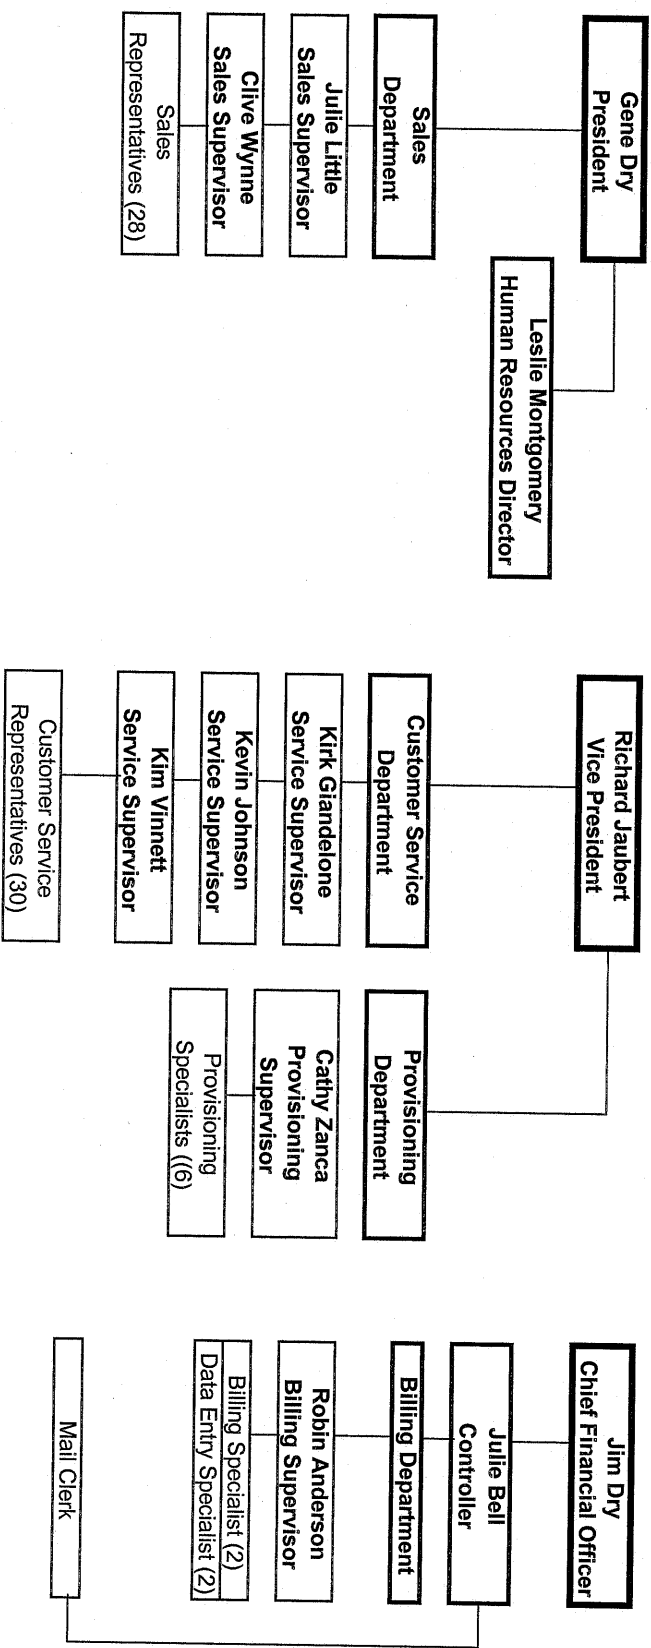 Gene Dry
President
Leslie Montgomery
Human Resources Director
Sales
Department
Julie Little
Sales Supervisor
Clive Wynne
Sales Supervisor
Sales
Representatives (28)
Richard Jaubert
Vice President
Customer Service
Department
Kirk Giandelone
Service Supervisor
Kevin Johnson
Service Supervisor
Kim Vinnett
Service Supervisor
Customer Service
Representatives (30)
Provisioning
Department
Cathy Zanca
Provisioning
Supervisor
Provisioning
Specialists ((6)
Jim Dry
Chief Financial Officer
Julie Bell
Controller
Billing Department
Robin Anderson
Billing Supervisor
Billing Specialist (2)
Data Entry Specialist (2)
Mail Clerk